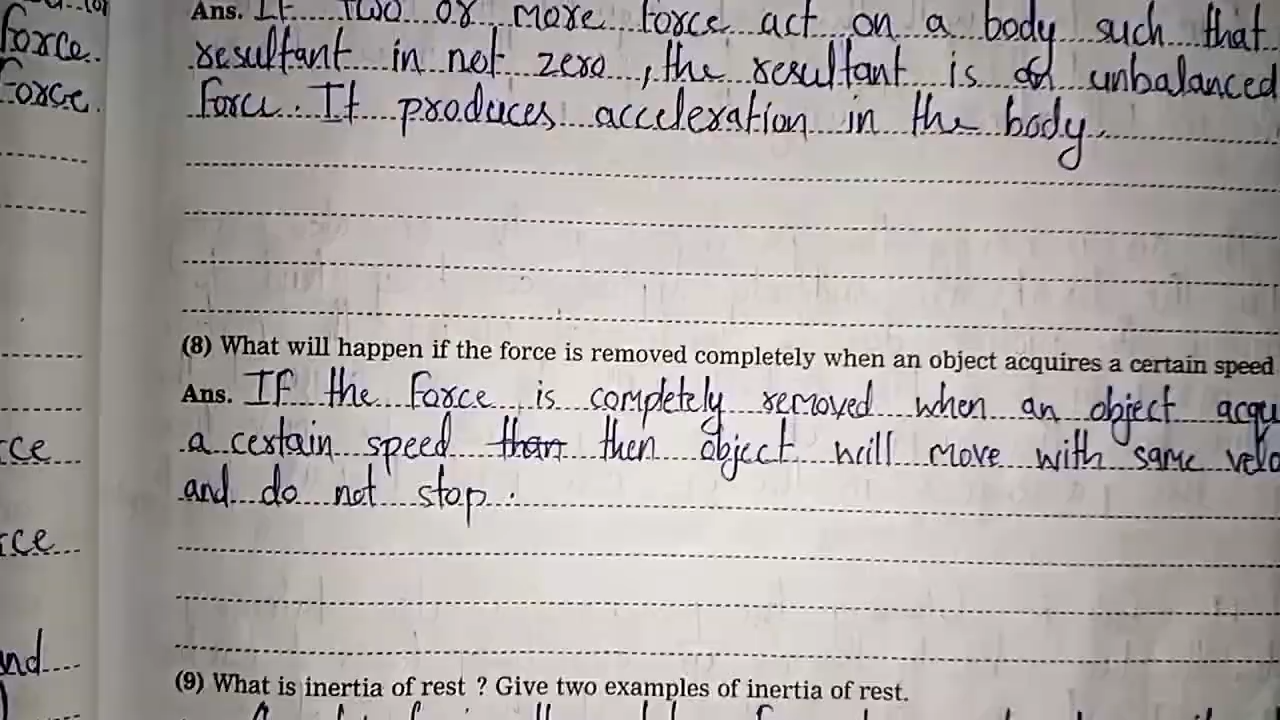 force.
Force.
ce
ce
nd
Ans. If two or more force act on a body such that
resultant in not zero, the resultant is unbalanced
force. It produces acceleration in the body.
(8) What will happen if the force is removed completely when an object acquires a certain speed
Ans. If the force is completely removed when an object acqu
a certain speed than then object will move with same velo
and do not stop.
(9) What is inertia of rest ? Give two examples of inertia of rest.